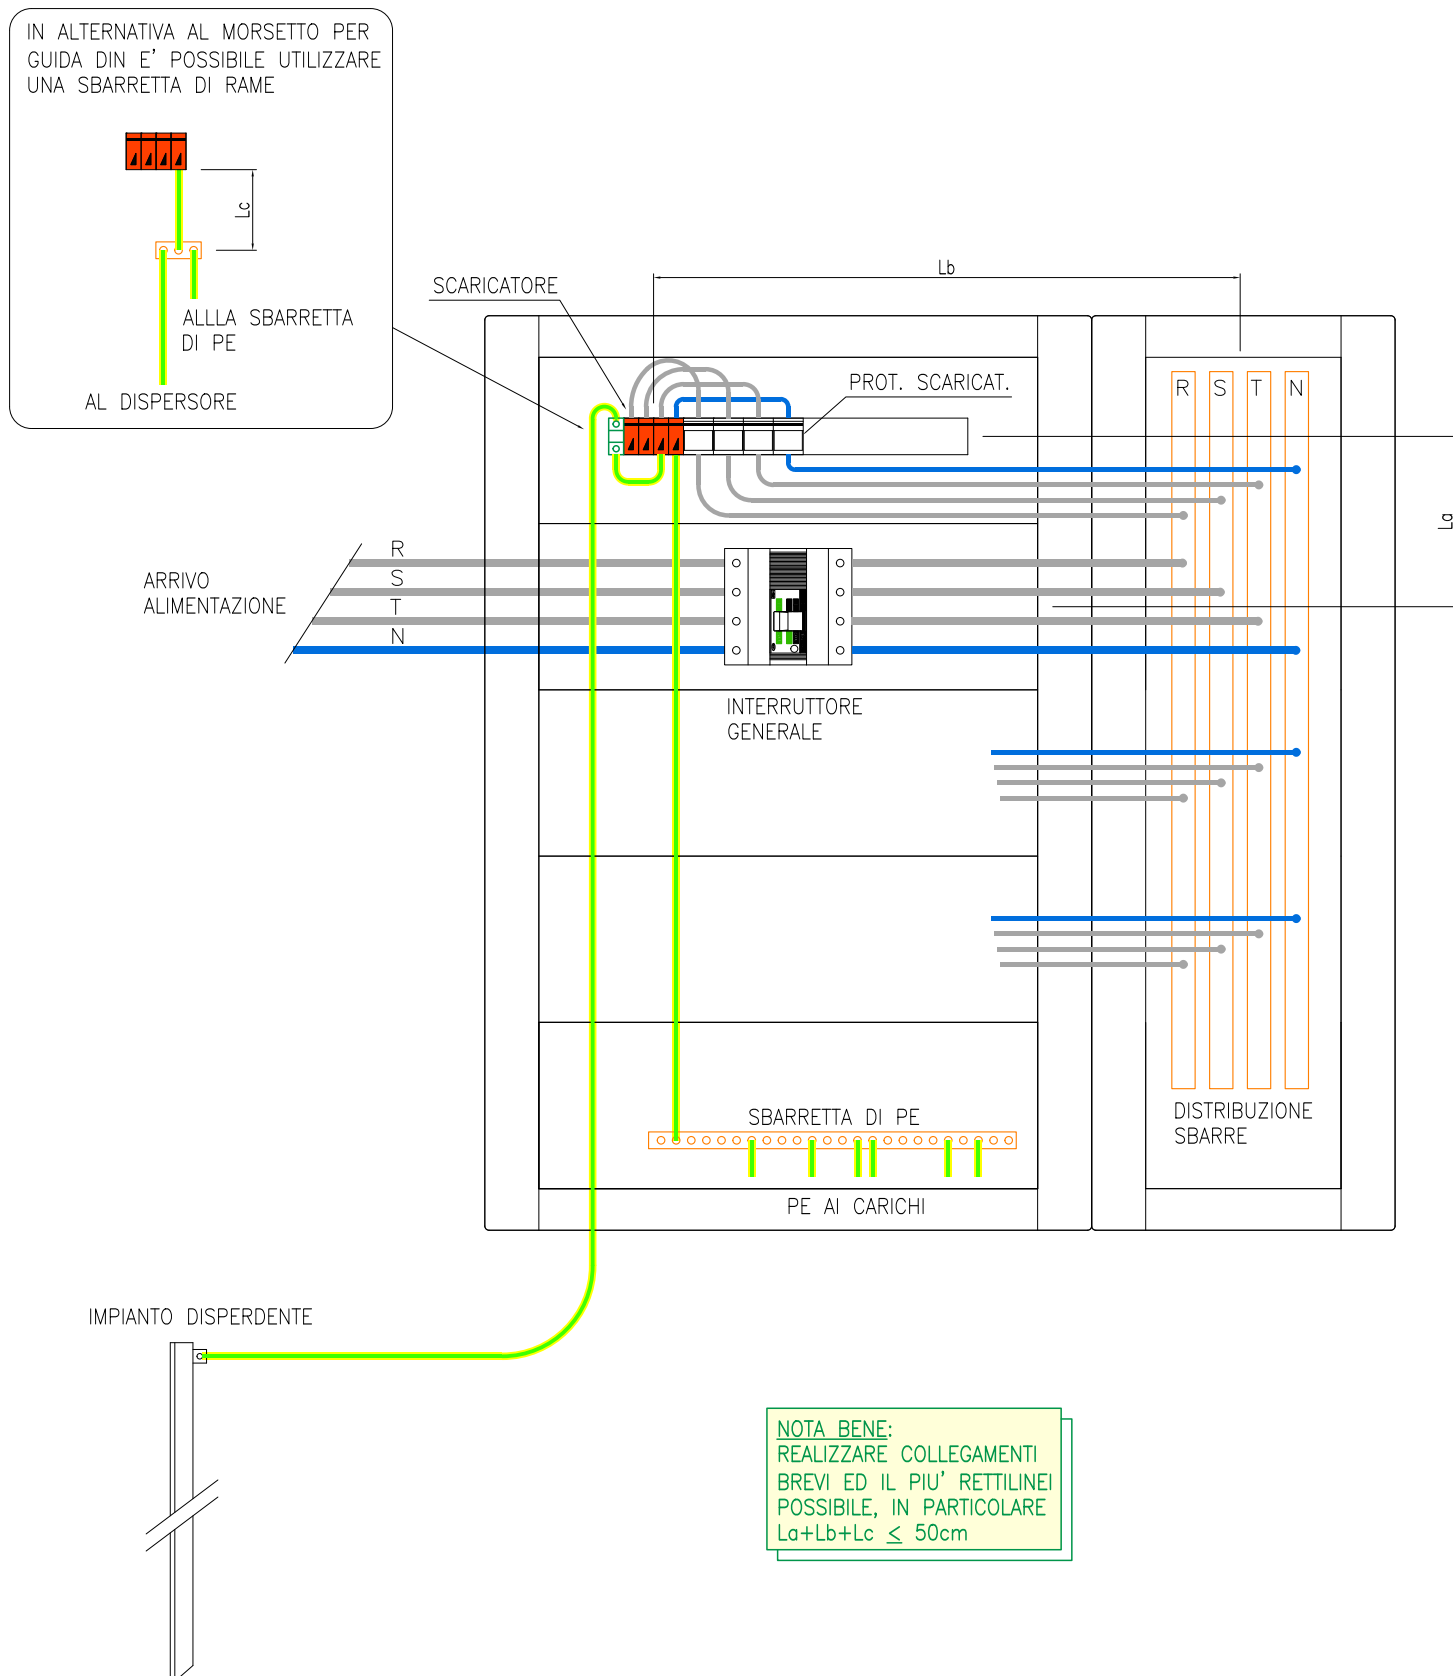 IN ALTERNATIVA AL MORSETTO PER
GUIDA DIN E' POSSIBILE UTILIZZARE
UNA SBARRETTA DI RAME
Lc
ALLLA SBARRETTA
DI PE
AL DISPERSORE
SCARICATORE
Lb
PROT. SCARICAT.
R S T N
La
ARRIVO
ALIMENTAZIONE
R
S
T
N
INTERRUTTORE
GENERALE
SBARRETTA DI PE
DISTRIBUZIONE
SBARRE
PE AI CARICHI
IMPIANTO DISPERDENTE
NOTA BENE:
REALIZZARE COLLEGAMENTI
BREVI ED IL PIU' RETTILINEI
POSSIBILE, IN PARTICOLARE
La+Lb+Lc ≤ 50cm